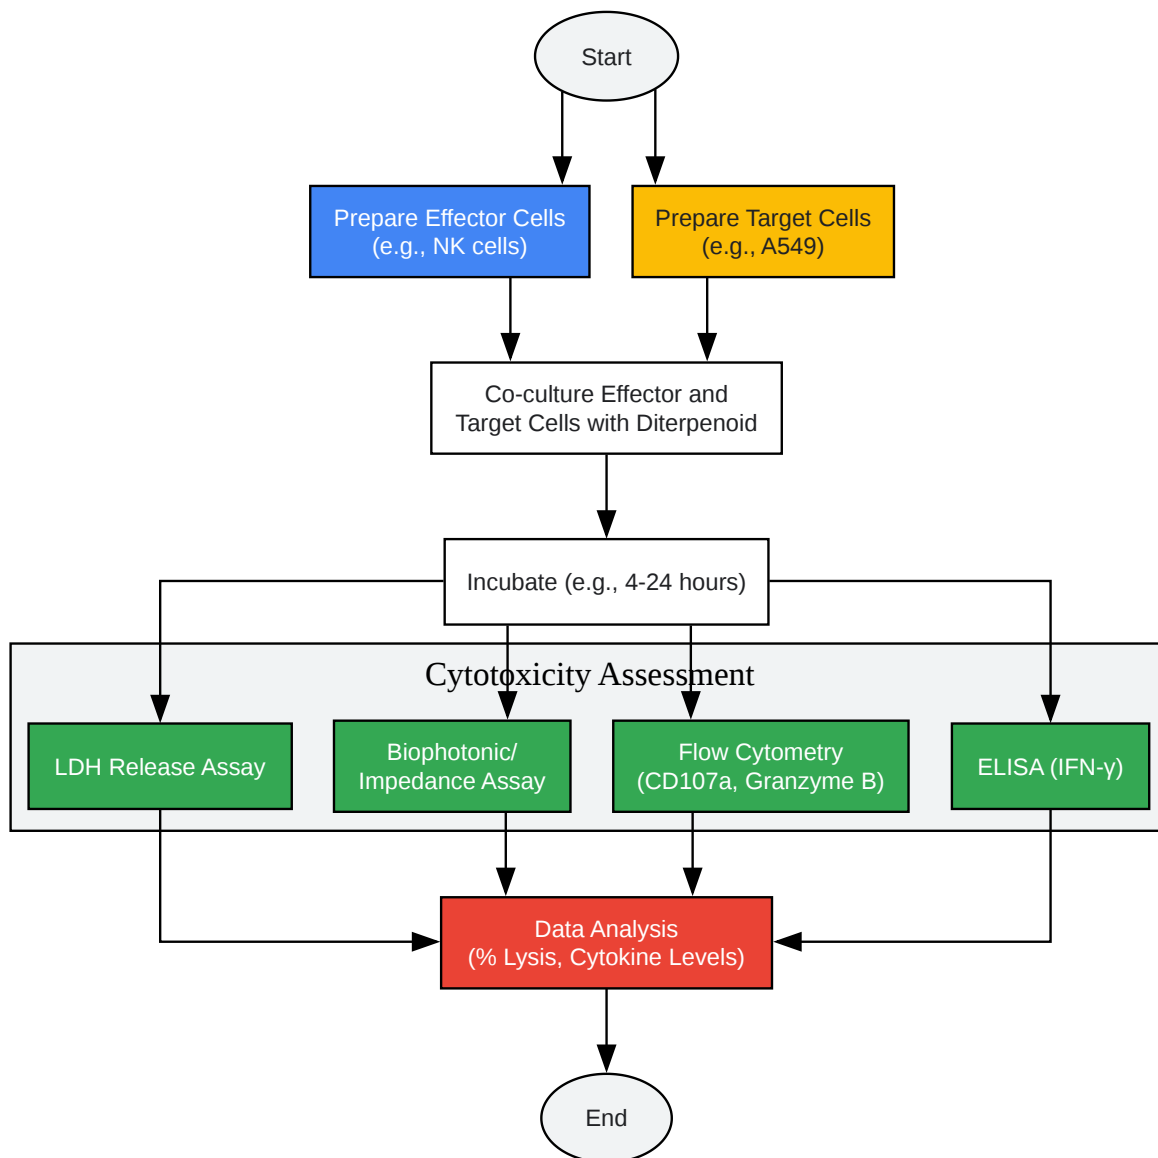 Start
Prepare Effector Cells
(e.g., NK cells)
Prepare Target Cells
(e.g., A549)
Co-culture Effector and
Target Cells with Diterpenoid
Incubate (e.g., 4-24 hours)
Cytotoxicity Assessment
LDH Release Assay
Biophotonic/
Impedance Assay
Flow Cytometry
(CD107a, Granzyme B)
ELISA (IFN-γ)
Data Analysis
(% Lysis, Cytokine Levels)
End